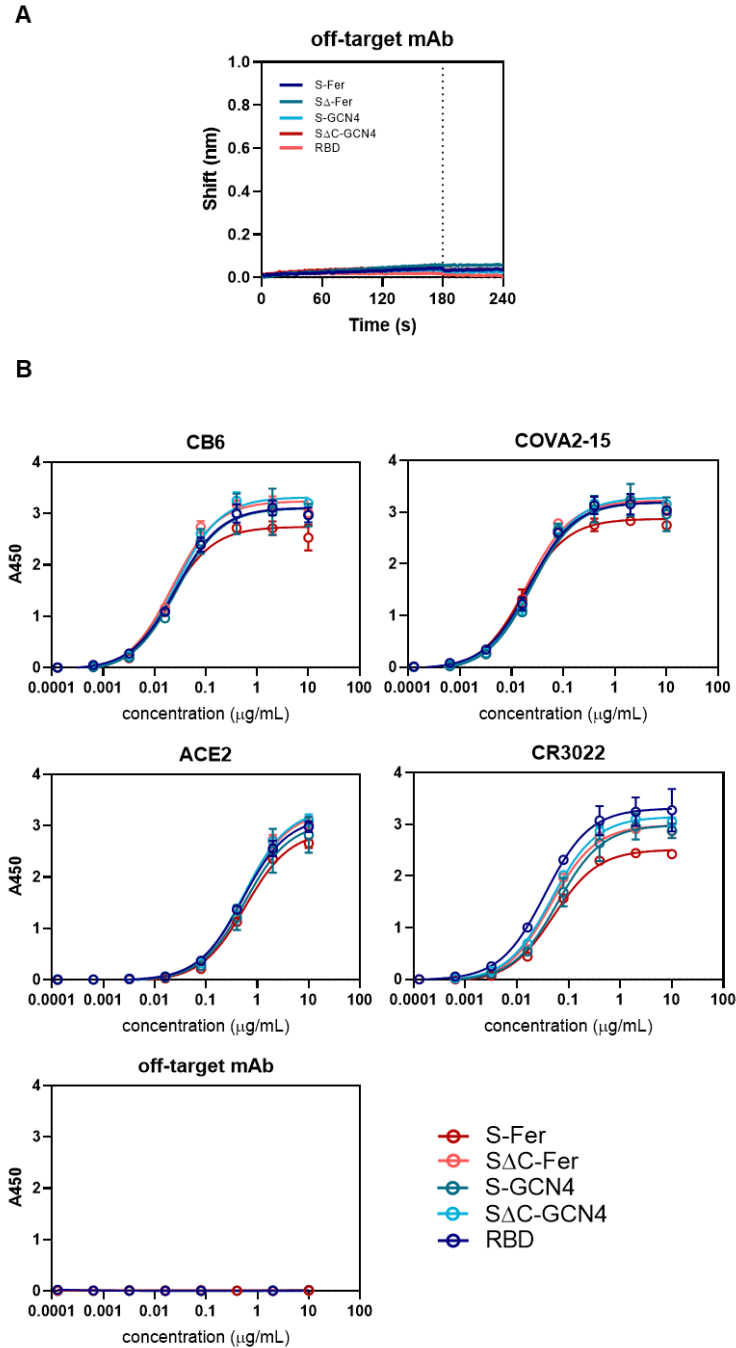 A
off-target mAb
1.0
0.8
0.6
0.4
0.2
0.0
Shift (nm)
S-Fer
SΔ-Fer
S-GCN4
SΔC-GCN4
RBD
0 60 120 180 240
Time (s)
B
CB6
4
3
2
1
0
A450
0.0001 0.001 0.01 0.1 1 10 100
concentration (μg/mL)
COVA2-15
4
3
2
1
0
0.0001 0.001 0.01 0.1 1 10 100
concentration (μg/mL)
ACE2
4
3
2
1
0
A450
0.0001 0.001 0.01 0.1 1 10 100
concentration (μg/mL)
CR3022
4
3
2
1
0
0.0001 0.001 0.01 0.1 1 10 100
concentration (μg/mL)
off-target mAb
4
3
2
1
0
A450
0.0001 0.001 0.01 0.1 1 10 100
concentration (μg/mL)
S-Fer
SΔC-Fer
S-GCN4
SΔC-GCN4
RBD